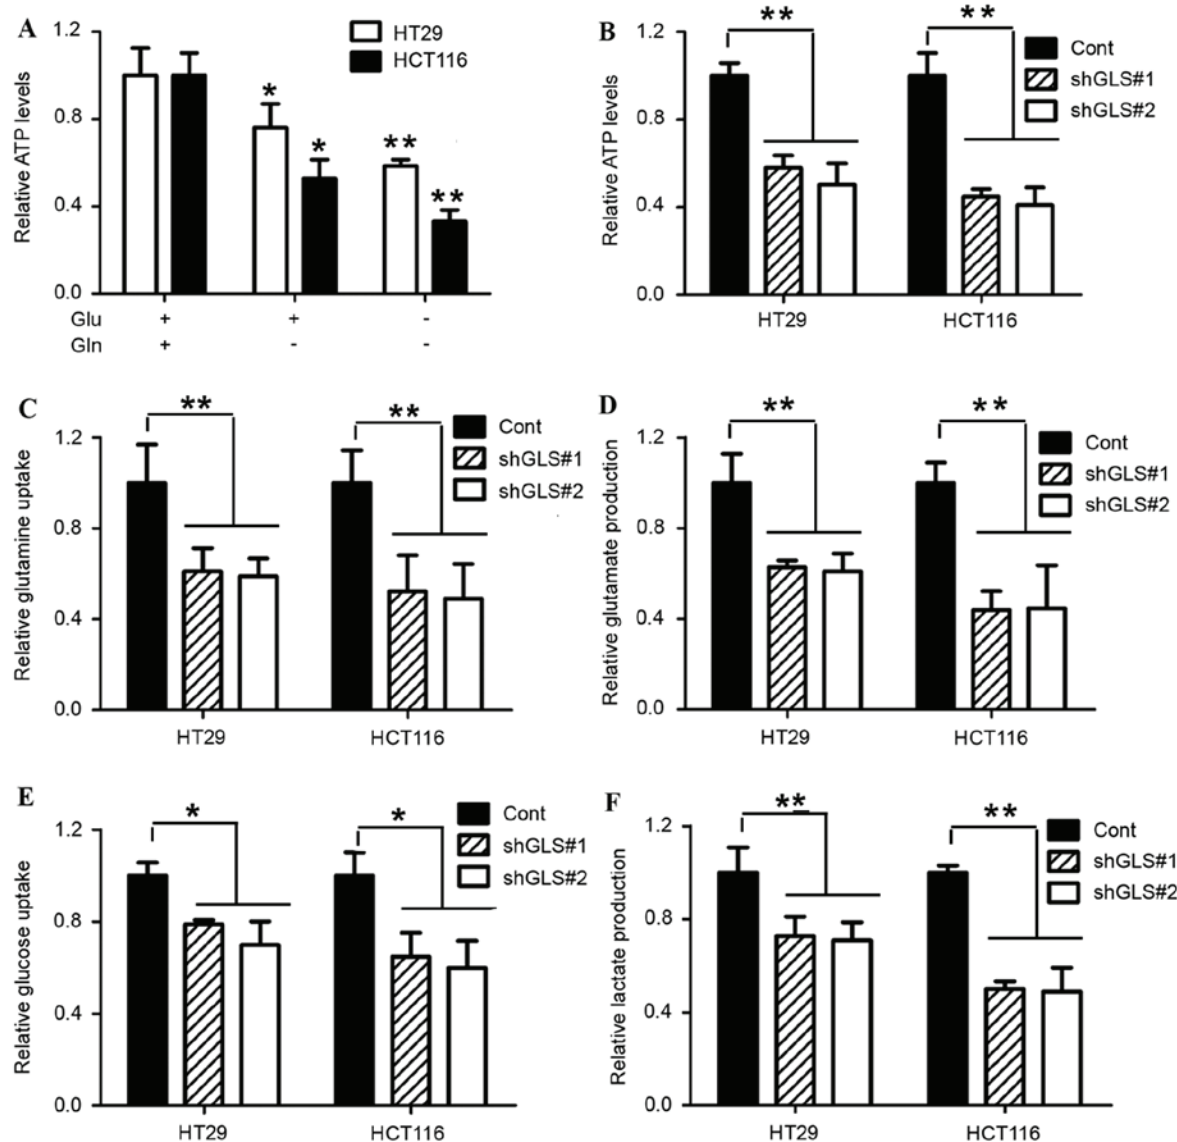 A
Relative ATP levels
1.2
0.8
0.4
0.0
HT29
HCT116
*
*
**
**
Glu + + -
Gln + - -
B
Relative ATP levels
1.2
0.8
0.4
0.0
**
**
Cont
shGLS#1
shGLS#2
HT29 HCT116
C
Relative glutamine uptake
1.2
0.8
0.4
0.0
**
**
Cont
shGLS#1
shGLS#2
HT29 HCT116
D
Relative glutamate production
1.2
0.8
0.4
0.0
**
**
Cont
shGLS#1
shGLS#2
HT29 HCT116
E
Relative glucose uptake
1.2
0.8
0.4
0.0
*
*
Cont
shGLS#1
shGLS#2
HT29 HCT116
F
Relative lactate production
1.2
0.8
0.4
0.0
**
**
Cont
shGLS#1
shGLS#2
HT29 HCT116